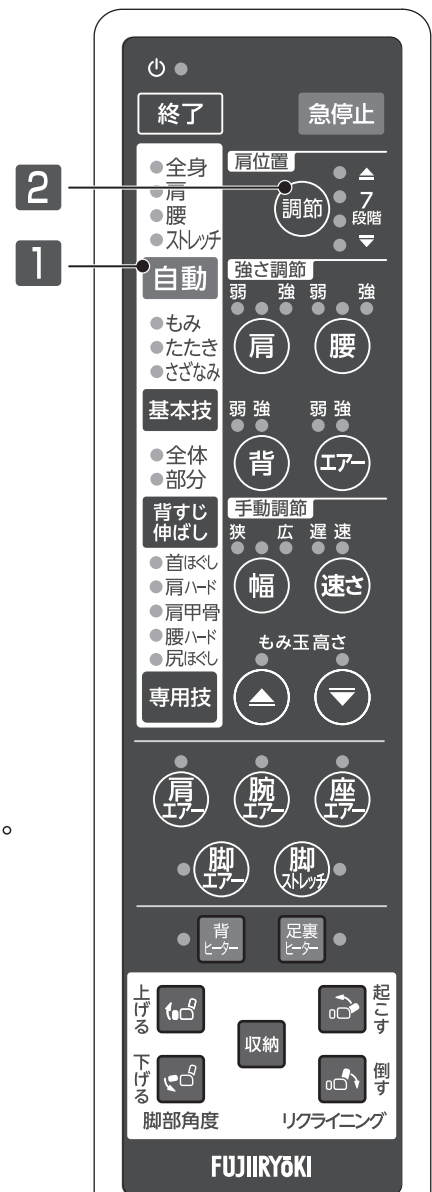 終了
急停止
全身
肩
腰
ストレッチ
自動
肩位置
調節
7
段階
2
1
もみ
たたき
さざなみ
基本技
強さ調節
弱 強 弱 強
肩
腰
弱 強 弱 強
背
エアー
全体
部分
背すじ
伸ばし
手動調節
狭 広 遅 速
幅
速さ
首ほぐし
肩ハード
肩甲骨
腰ハード
尻ほぐし
専用技
もみ玉高さ
肩
エアー
腕
エアー
座
エアー
脚
エアー
脚
ストレッチ
。
背
ヒーター
足裏
ヒーター
上げる
下げる
脚部角度
収納
起こす
倒す
リクライニング
FUJIIRYŌKI